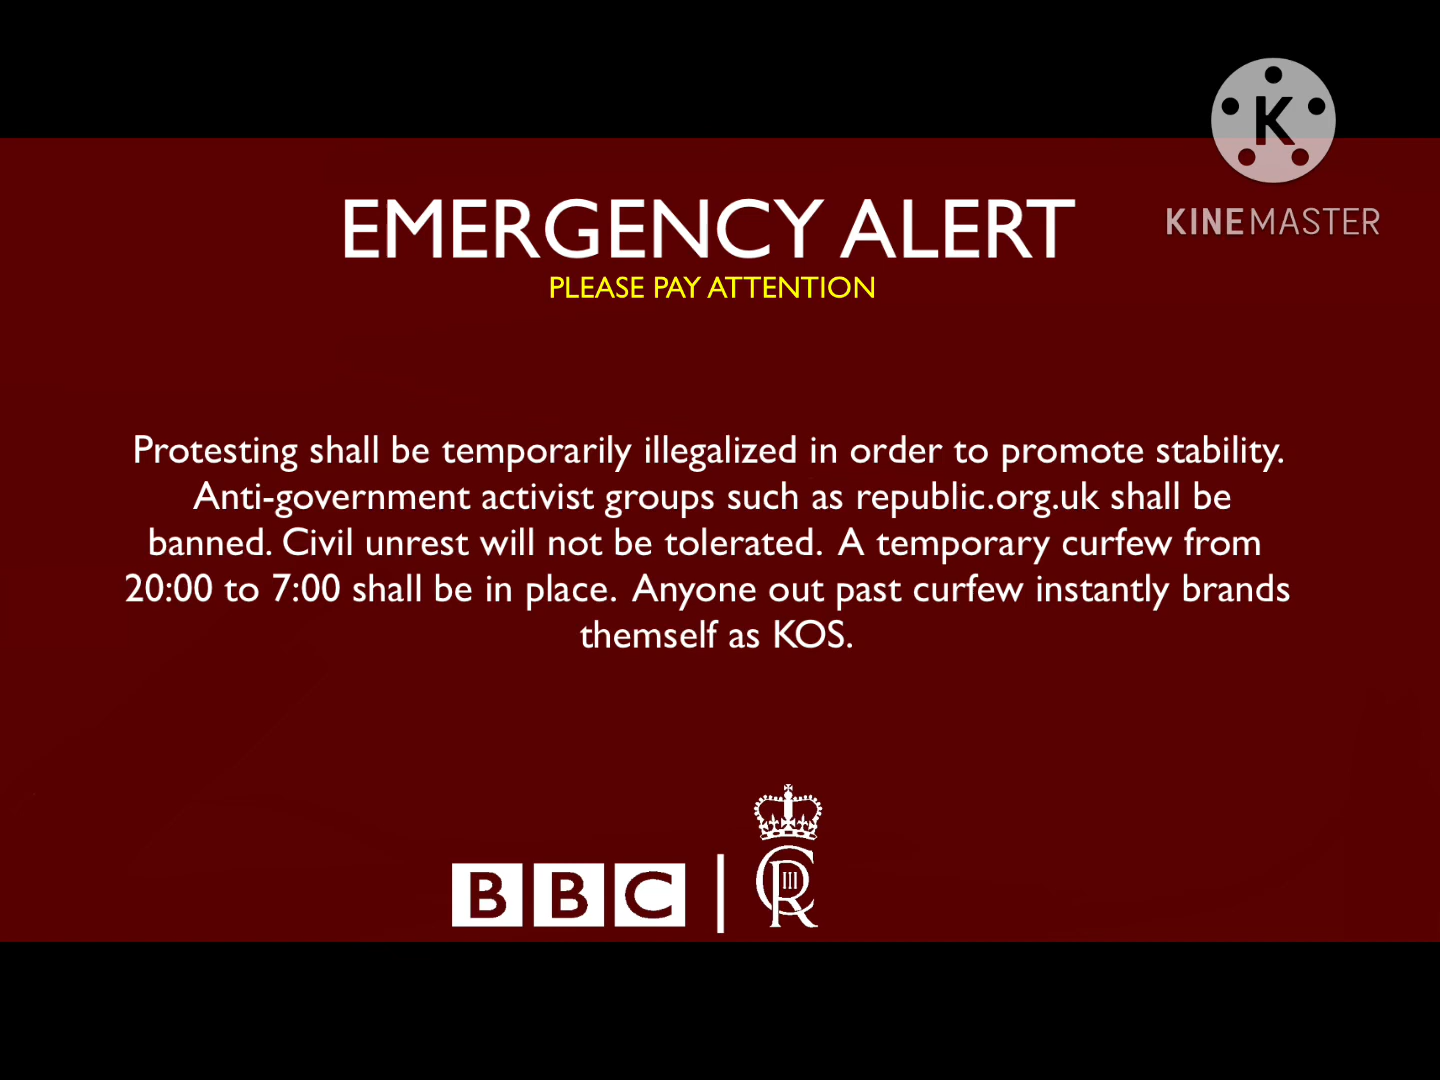 K
KINEMASTER
EMERGENCY ALERT
PLEASE PAY ATTENTION
Protesting shall be temporarily illegalized in order to promote stability.
Anti-government activist groups such as republic.org.uk shall be
banned. Civil unrest will not be tolerated. A temporary curfew from
20:00 to 7:00 shall be in place. Anyone out past curfew instantly brands
themself as KOS.
BBC | CR III